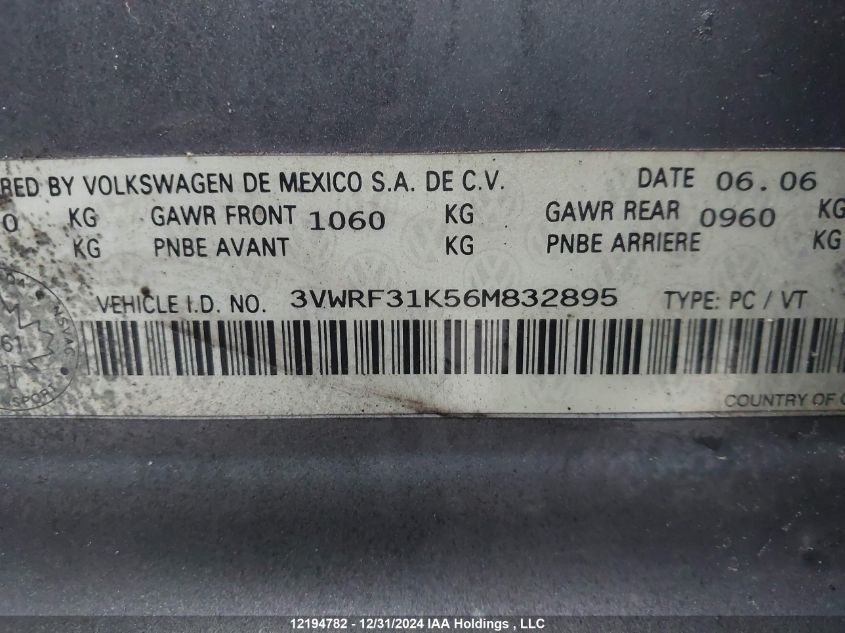 RED BY VOLKSWAGEN DE MEXICO S.A. DE C.V. DATE 06.06
0 KG GAWR FRONT 1060 KG GAWR REAR 0960 KG
KG PNBE AVANT KG PNBE ARRIERE KG
VEHICLE I.D. NO. 3VWRF31K56M832895 TYPE: PC / VT
61
NSPORT
COUNTRY OF
12194782 - 12/31/2024 IAA Holdings , LLC